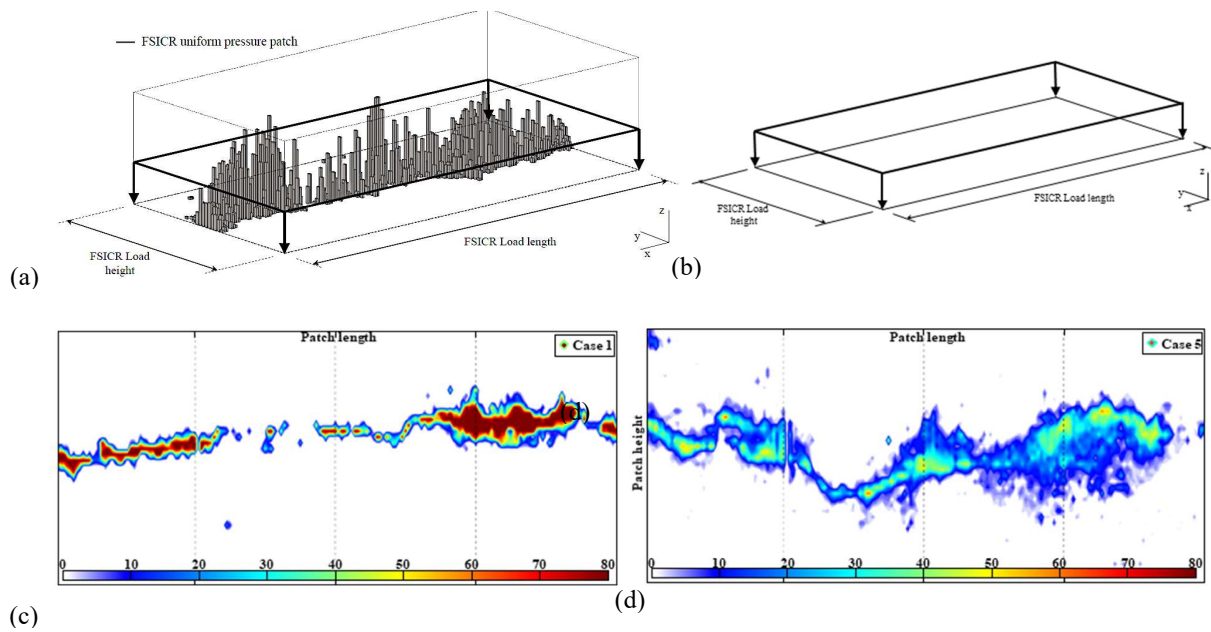 FSICR uniform pressure patch
FSICR Load
height
FSICR Load length
z
y
x
(a)
FSICR Load
height
FSICR Load length
z
y
(b)
Patch length
Case 1
(d)
0 10 20 30 40 50 60 70 80
(c)
Patch length
Case 5
Patch height
0 10 20 30 40 50 60 70 80
(d)